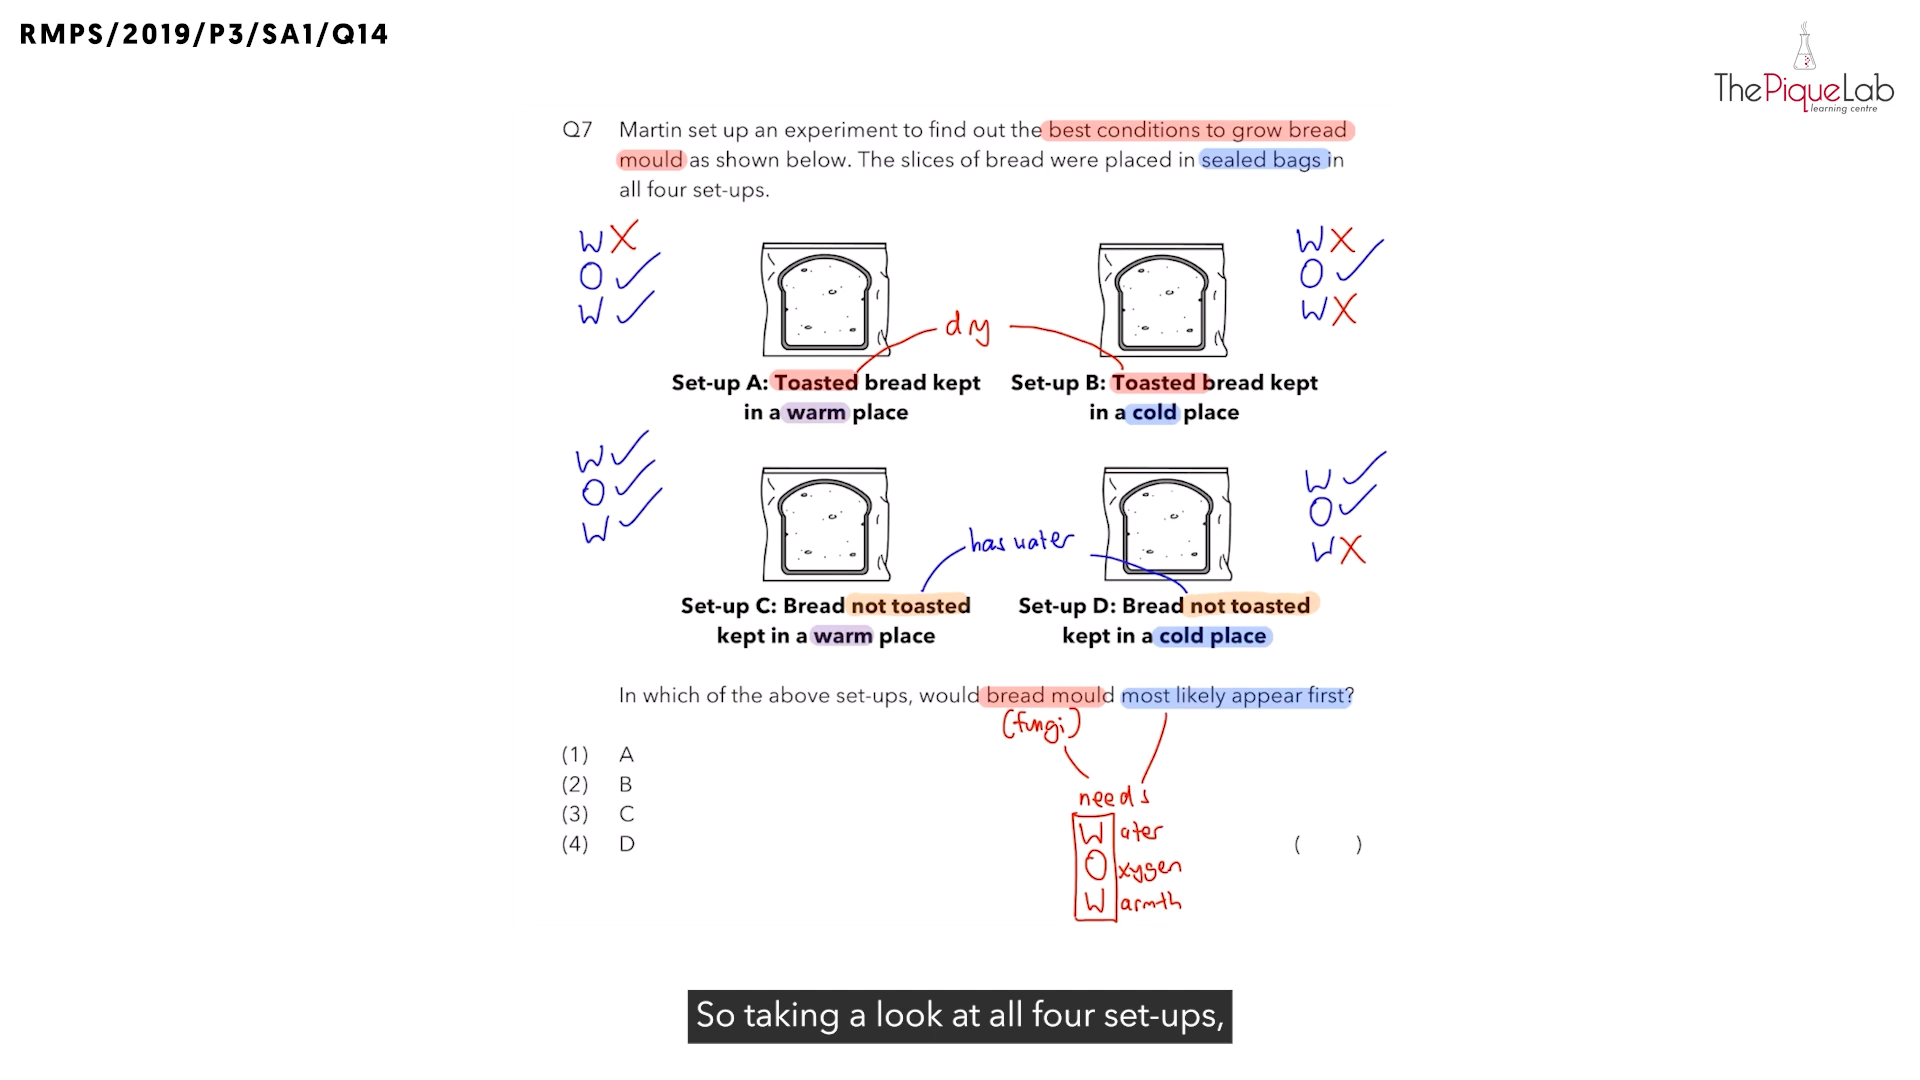 RMPS/2019/P3/SA1/Q14
ThePiqueLab
learning centre
Q7 Martin set up an experiment to find out the best conditions to grow bread
mould as shown below. The slices of bread were placed in sealed bags in
all four set-ups.
W X
O ✓
W ✓
W X
O ✓
W X
dry
Set-up A: Toasted bread kept
in a warm place
Set-up B: Toasted bread kept
in a cold place
W ✓
O ✓
W ✓
W ✓
O ✓
W X
has water
Set-up C: Bread not toasted
kept in a warm place
Set-up D: Bread not toasted
kept in a cold place
In which of the above set-ups, would bread mould most likely appear first?
(fungi)
(1) A
(2) B
(3) C
(4) D
( )
needs
Water
Oxygen
Warmth
So taking a look at all four set-ups,